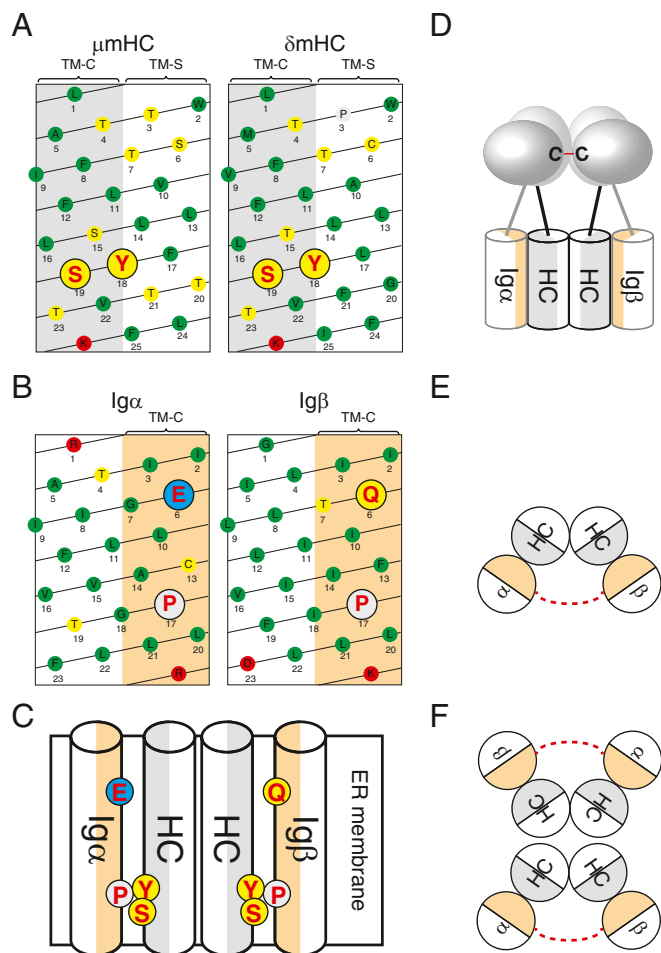 A
μmHC
TM-C TM-S
L
1
A T T W
5 4 3 2
I F T S
9 8 7 6
F L V
12 11 10
L S L L
16 15 14 13
S Y F
19 18 17
T V T T
23 22 21 20
K F L
25 24
δmHC
TM-C TM-S
L
1
M T P W
5 4 3 2
V F T C
9 8 7 6
F L A
12 11 10
L T L L
16 15 14 13
S Y L
19 18 17
T V F G
23 22 21 20
K I F
25 24
B
Igα
TM-C
R
1
A T I I
5 4 3 2
I I G E
9 8 7 6
F L L
12 11 10
V V A C
16 15 14 13
T G P
19 18 17
F L L L
23 22 21 20
R
Igβ
TM-C
G
1
I L I I
5 4 3 2
L L T Q
9 8 7 6
L I I
12 11 10
V I I F
16 15 14 13
F I P
19 18 17
D L L L
23 22 21 20
K
C
E Q
Igα HC HC Igβ ER membrane
P Y Y P
S S
D
C–C
Igα HC HC Igβ
E
HC HC
α β
F
β α
HC HC
HC HC
α β